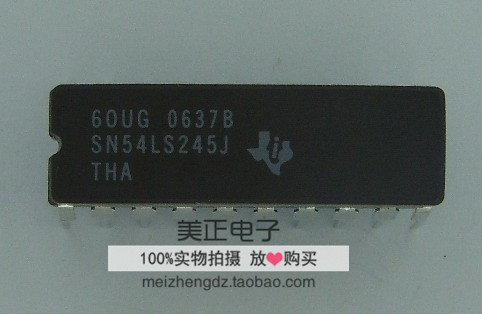 60UG 0637B
SN54LS245J
THA
美正电子
100%实物拍摄 放❤购买
meizhengdz.taobao.com